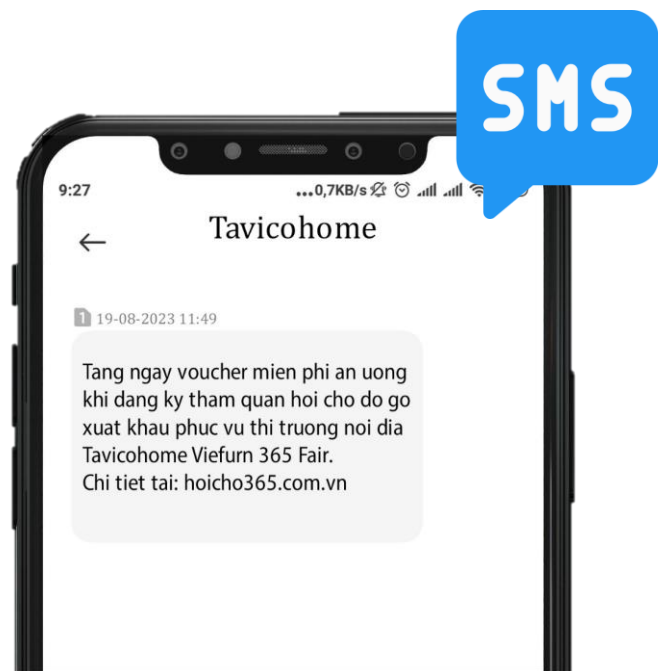 SMS
9:27
...0,7KB/s
Tavicohome
1 19-08-2023 11:49
Tang ngay voucher mien phi an uong
khi dang ky tham quan hoi cho do go
xuat khau phuc vu thi truong noi dia
Tavicohome Viefurn 365 Fair.
Chi tiet tai: hoicho365.com.vn